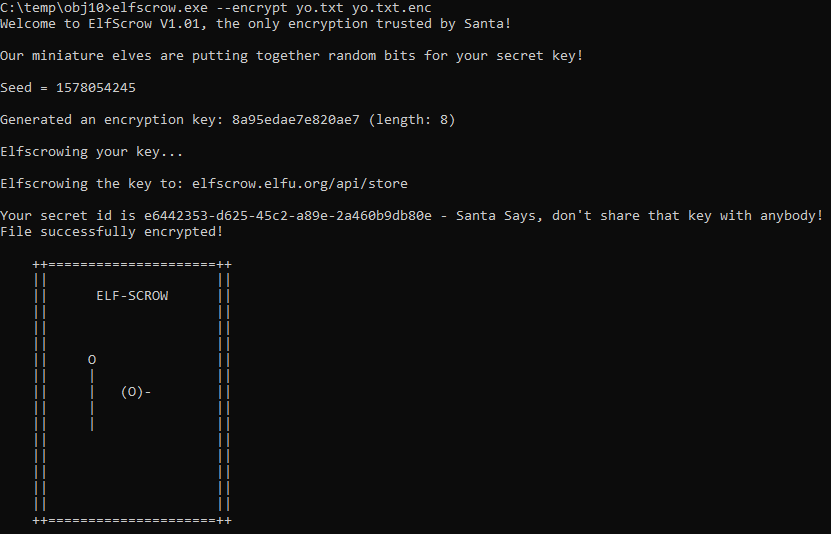 C:\temp\obj10>elfscrow.exe --encrypt yo.txt yo.txt.enc
Welcome to ElfScrow V1.01, the only encryption trusted by Santa!
Our miniature elves are putting together random bits for your secret key!
Seed = 1578054245
Generated an encryption key: 8a95edae7e820ae7 (length: 8)
Elfscrowing your key...
Elfscrowing the key to: elfscrow.elfu.org/api/store
Your secret id is e6442353-d625-45c2-a89e-2a460b9db80e - Santa Says, don't share that key with anybody!
File successfully encrypted!
    ++=====================++
    ||                     ||
    ||      ELF-SCROW      ||
    ||                     ||
    ||                     ||
    ||                     ||
    ||     O               ||
    ||     |               ||
    ||     |   (O)-        ||
    ||     |               ||
    ||     |               ||
    ||                     ||
    ||                     ||
    ||                     ||
    ||                     ||
    ||                     ||
    ++=====================++